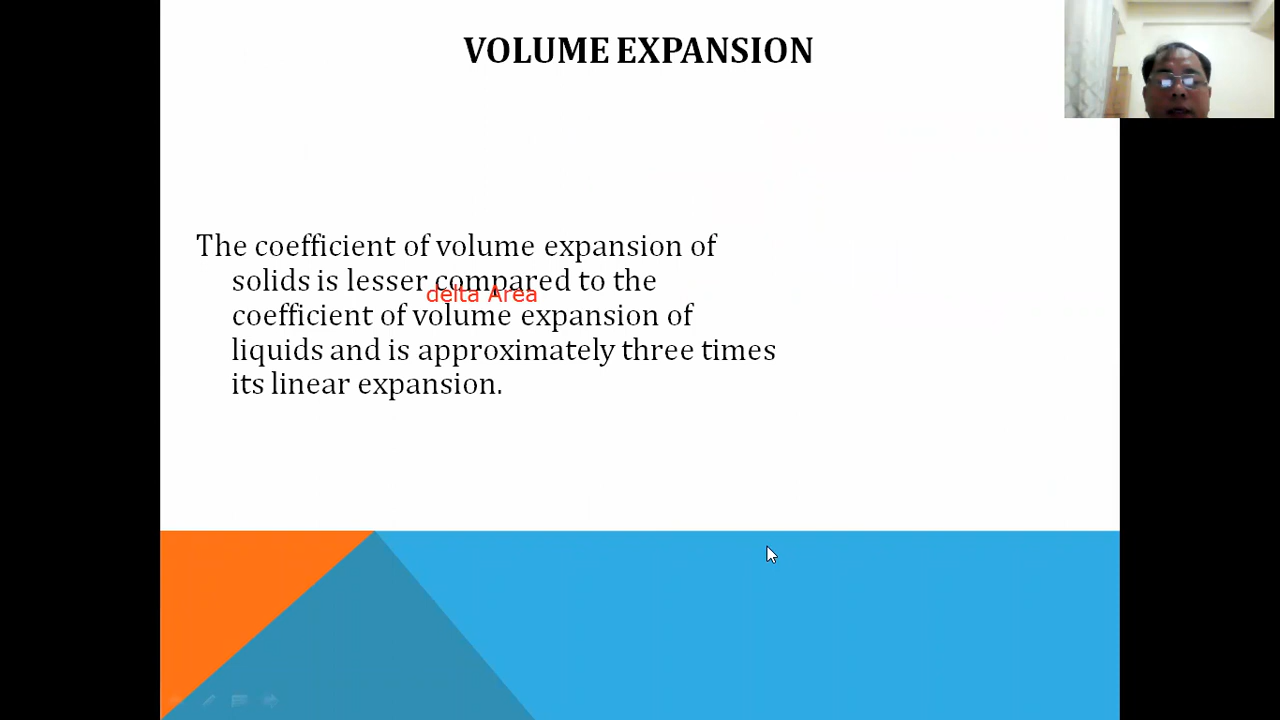 VOLUME EXPANSION
The coefficient of volume expansion of
solids is lesser compared to the
delta Area
coefficient of volume expansion of
liquids and is approximately three times
its linear expansion.